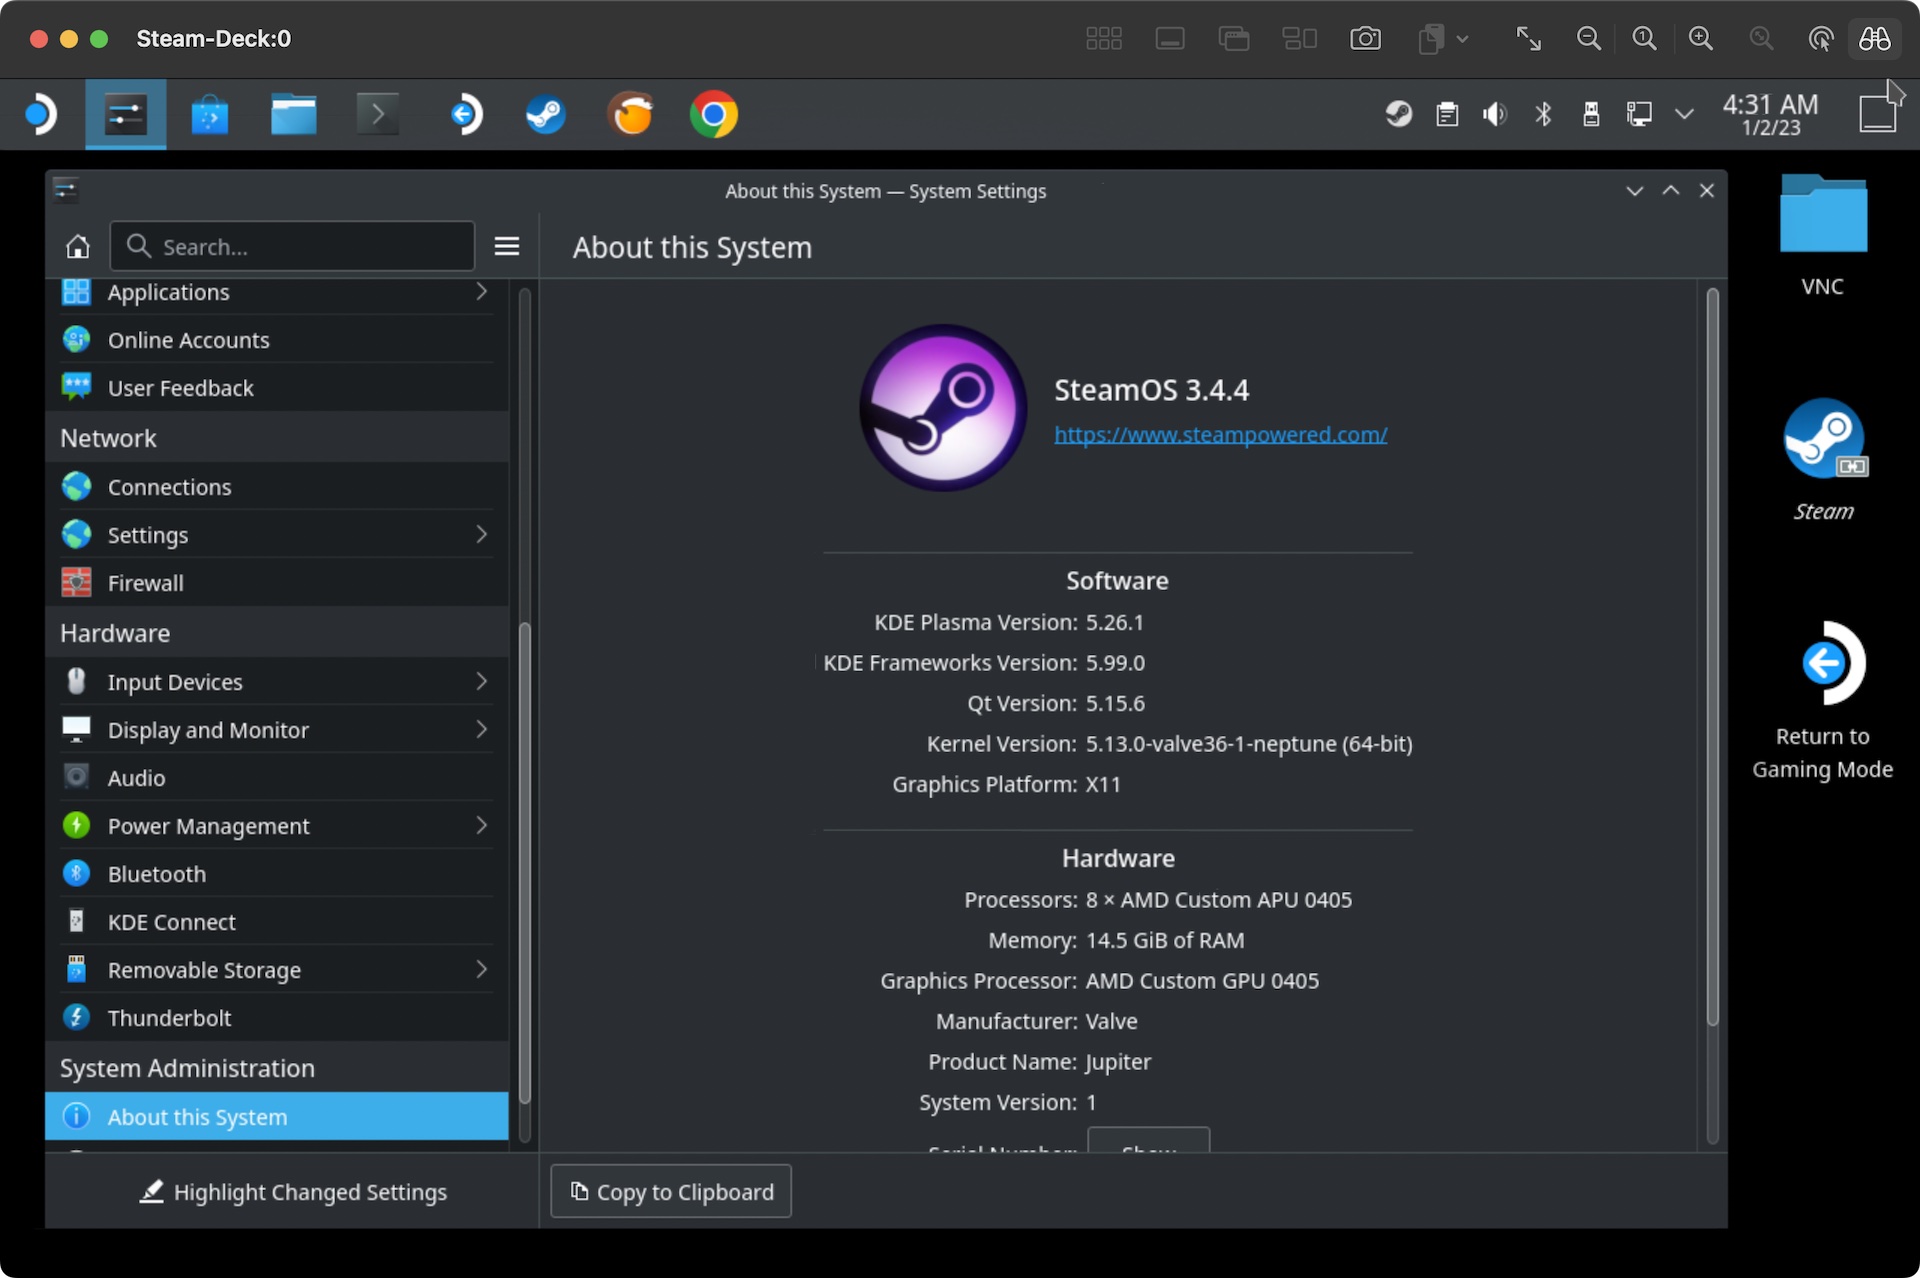 Steam-Deck:0
4:31 AM
1/2/23
About this System — System Settings
Search...
About this System
Applications
Online Accounts
User Feedback
Network
Connections
Settings
Firewall
Hardware
Input Devices
Display and Monitor
Audio
Power Management
Bluetooth
KDE Connect
Removable Storage
Thunderbolt
System Administration
About this System
Highlight Changed Settings
SteamOS 3.4.4
https://www.steampowered.com/
Software
KDE Plasma Version: 5.26.1
KDE Frameworks Version: 5.99.0
Qt Version: 5.15.6
Kernel Version: 5.13.0-valve36-1-neptune (64-bit)
Graphics Platform: X11
Hardware
Processors: 8 × AMD Custom APU 0405
Memory: 14.5 GiB of RAM
Graphics Processor: AMD Custom GPU 0405
Manufacturer: Valve
Product Name: Jupiter
System Version: 1
Serial Number: Show
Copy to Clipboard
VNC
Steam
Return to
Gaming Mode